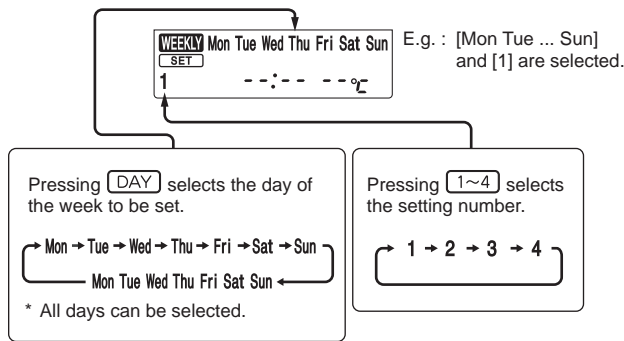 WEEKLY Mon Tue Wed Thu Fri Sat Sun
SET
1 --:-- --°C
E.g. : [Mon Tue ... Sun]
and [1] are selected.
Pressing DAY selects the day of
the week to be set.
Mon → Tue → Wed → Thu → Fri → Sat → Sun
Mon Tue Wed Thu Fri Sat Sun
* All days can be selected.
Pressing 1~4 selects
the setting number.
1 → 2 → 3 → 4